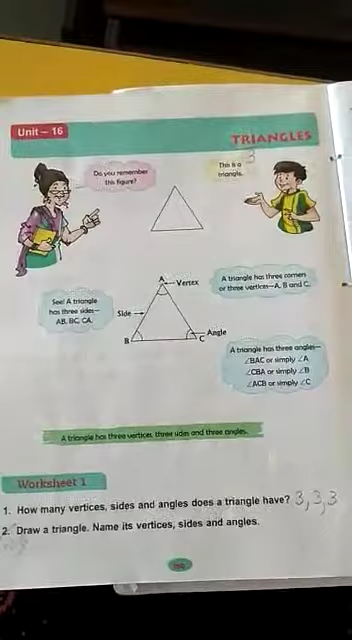 Unit – 16
TRIANGLES
Do you remember
this figure?
3
This is a
triangle.
A
Vertex
A triangle has three corners
or three vertices—A, B and C.
See! A triangle
has three sides—
AB, BC, CA.
Side
Angle
B
C
A triangle has three angles—
∠BAC or simply ∠A
∠CBA or simply ∠B
∠ACB or simply ∠C
A triangle has three vertices, three sides and three angles.
Worksheet 1
1. How many vertices, sides and angles does a triangle have? 3,3,3
2. Draw a triangle. Name its vertices, sides and angles.